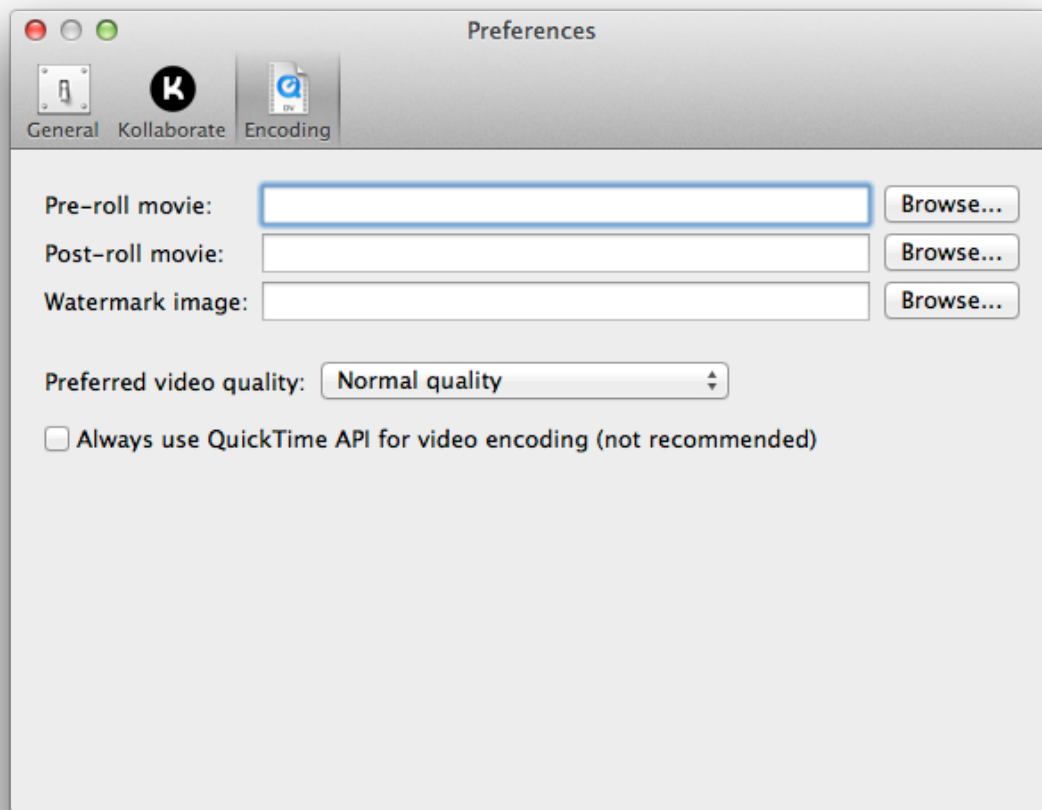 Preferences
General Kollaborate Encoding
Pre-roll movie: Browse...
Post-roll movie: Browse...
Watermark image: Browse...
Preferred video quality: Normal quality
Always use QuickTime API for video encoding (not recommended)